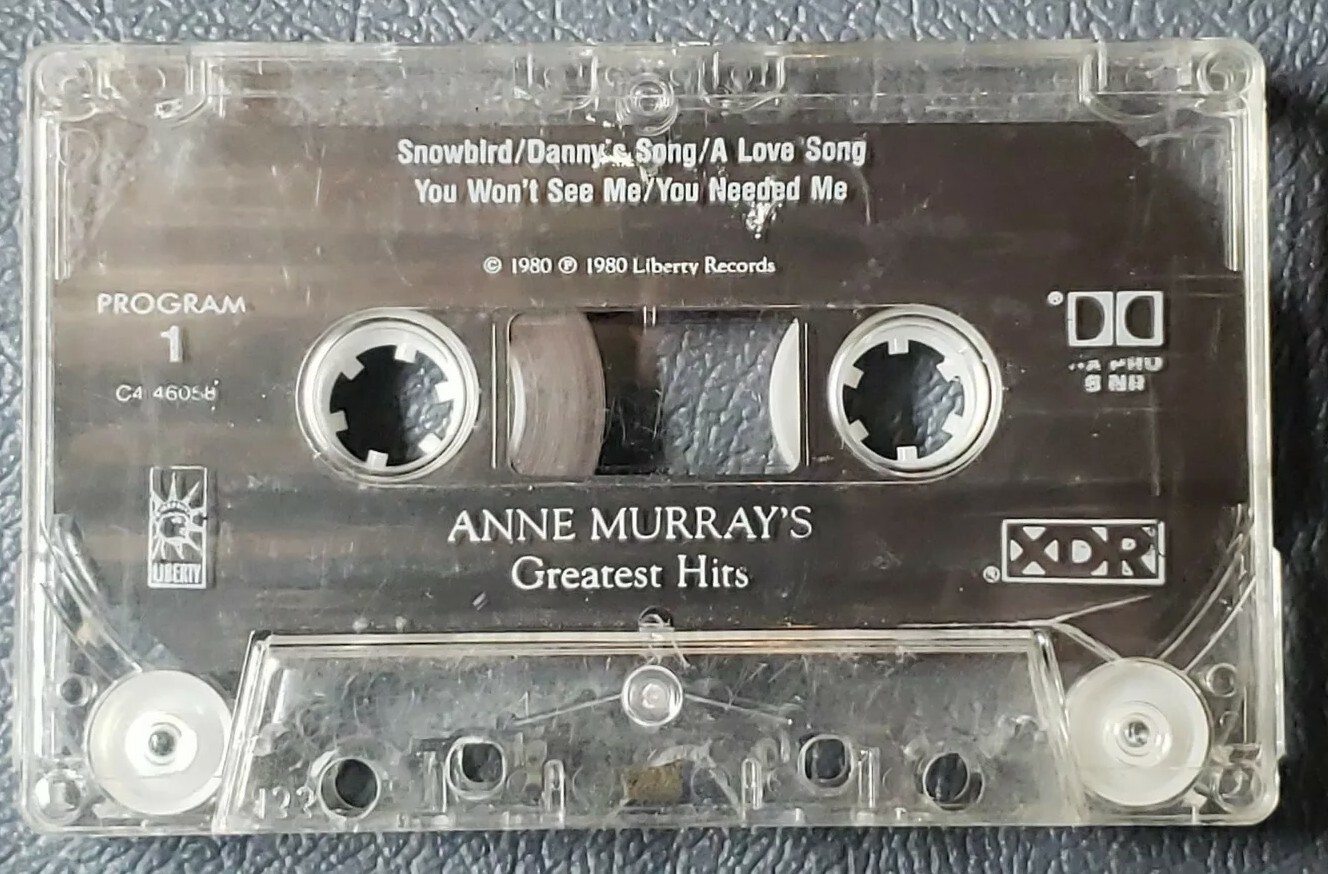 Snowbird/Danny's Song/A Love Song
You Won't See Me/You Needed Me
© 1980 ℗ 1980 Liberty Records
PROGRAM
1
C4 46058
®
LIBERTY
ANNE MURRAY'S
Greatest Hits
XDR
®